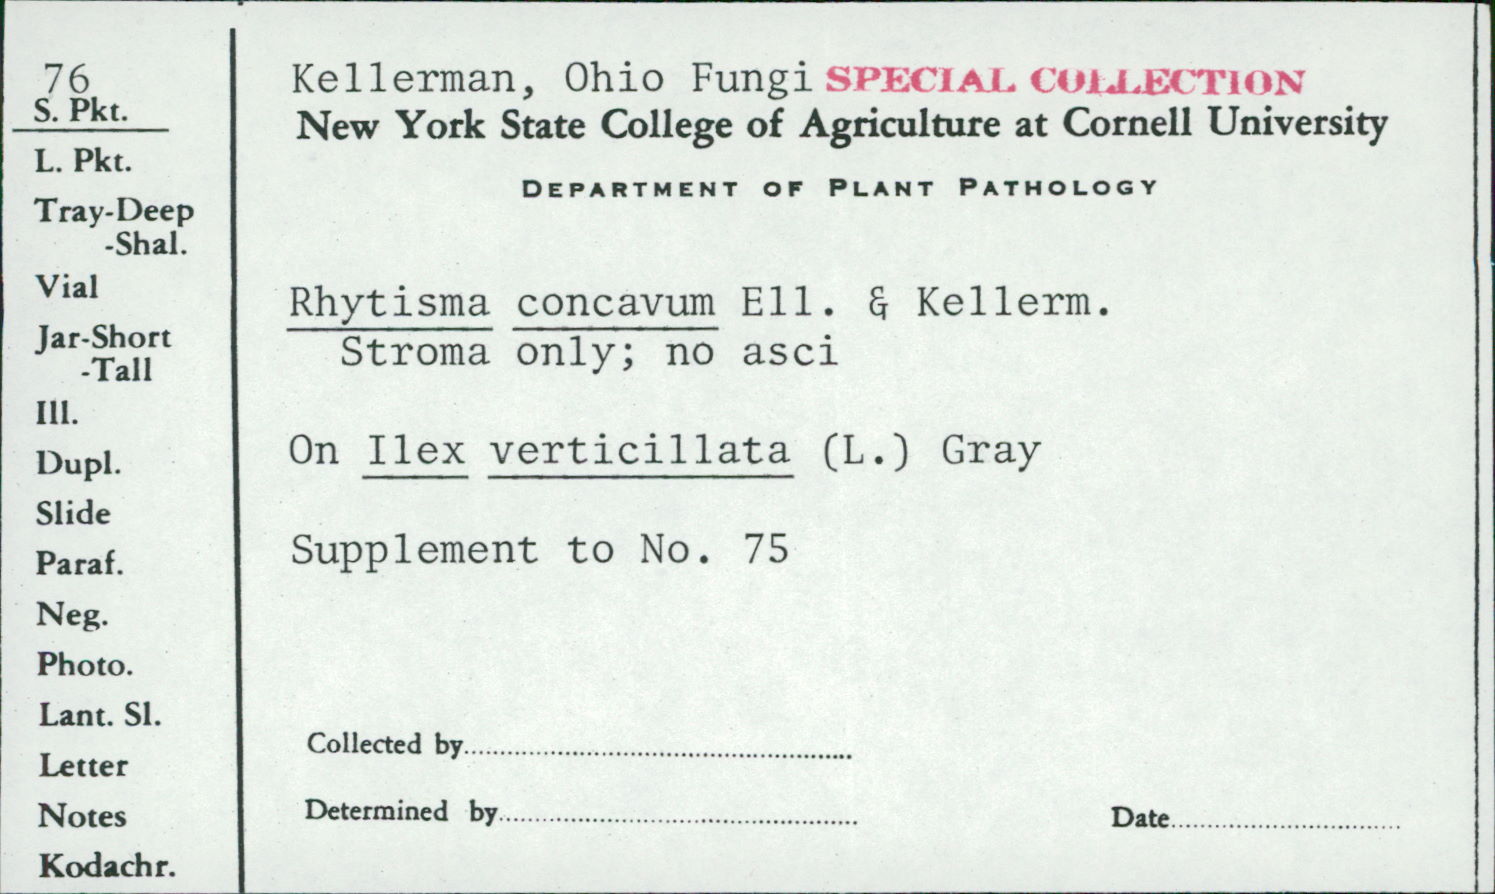 76
S. Pkt.
L. Pkt.
Tray-Deep
-Shal.
Vial
Jar-Short
-Tall
Ill.
Dupl.
Slide
Paraf.
Neg.
Photo.
Lant. Sl.
Letter
Notes
Kodachr.
Kellerman, Ohio Fungi SPECIAL COLLECTION
New York State College of Agriculture at Cornell University
DEPARTMENT OF PLANT PATHOLOGY
Rhytisma concavum Ell. & Kellerm.
Stroma only; no asci
On Ilex verticillata (L.) Gray
Supplement to No. 75
Collected by
Determined by
Date